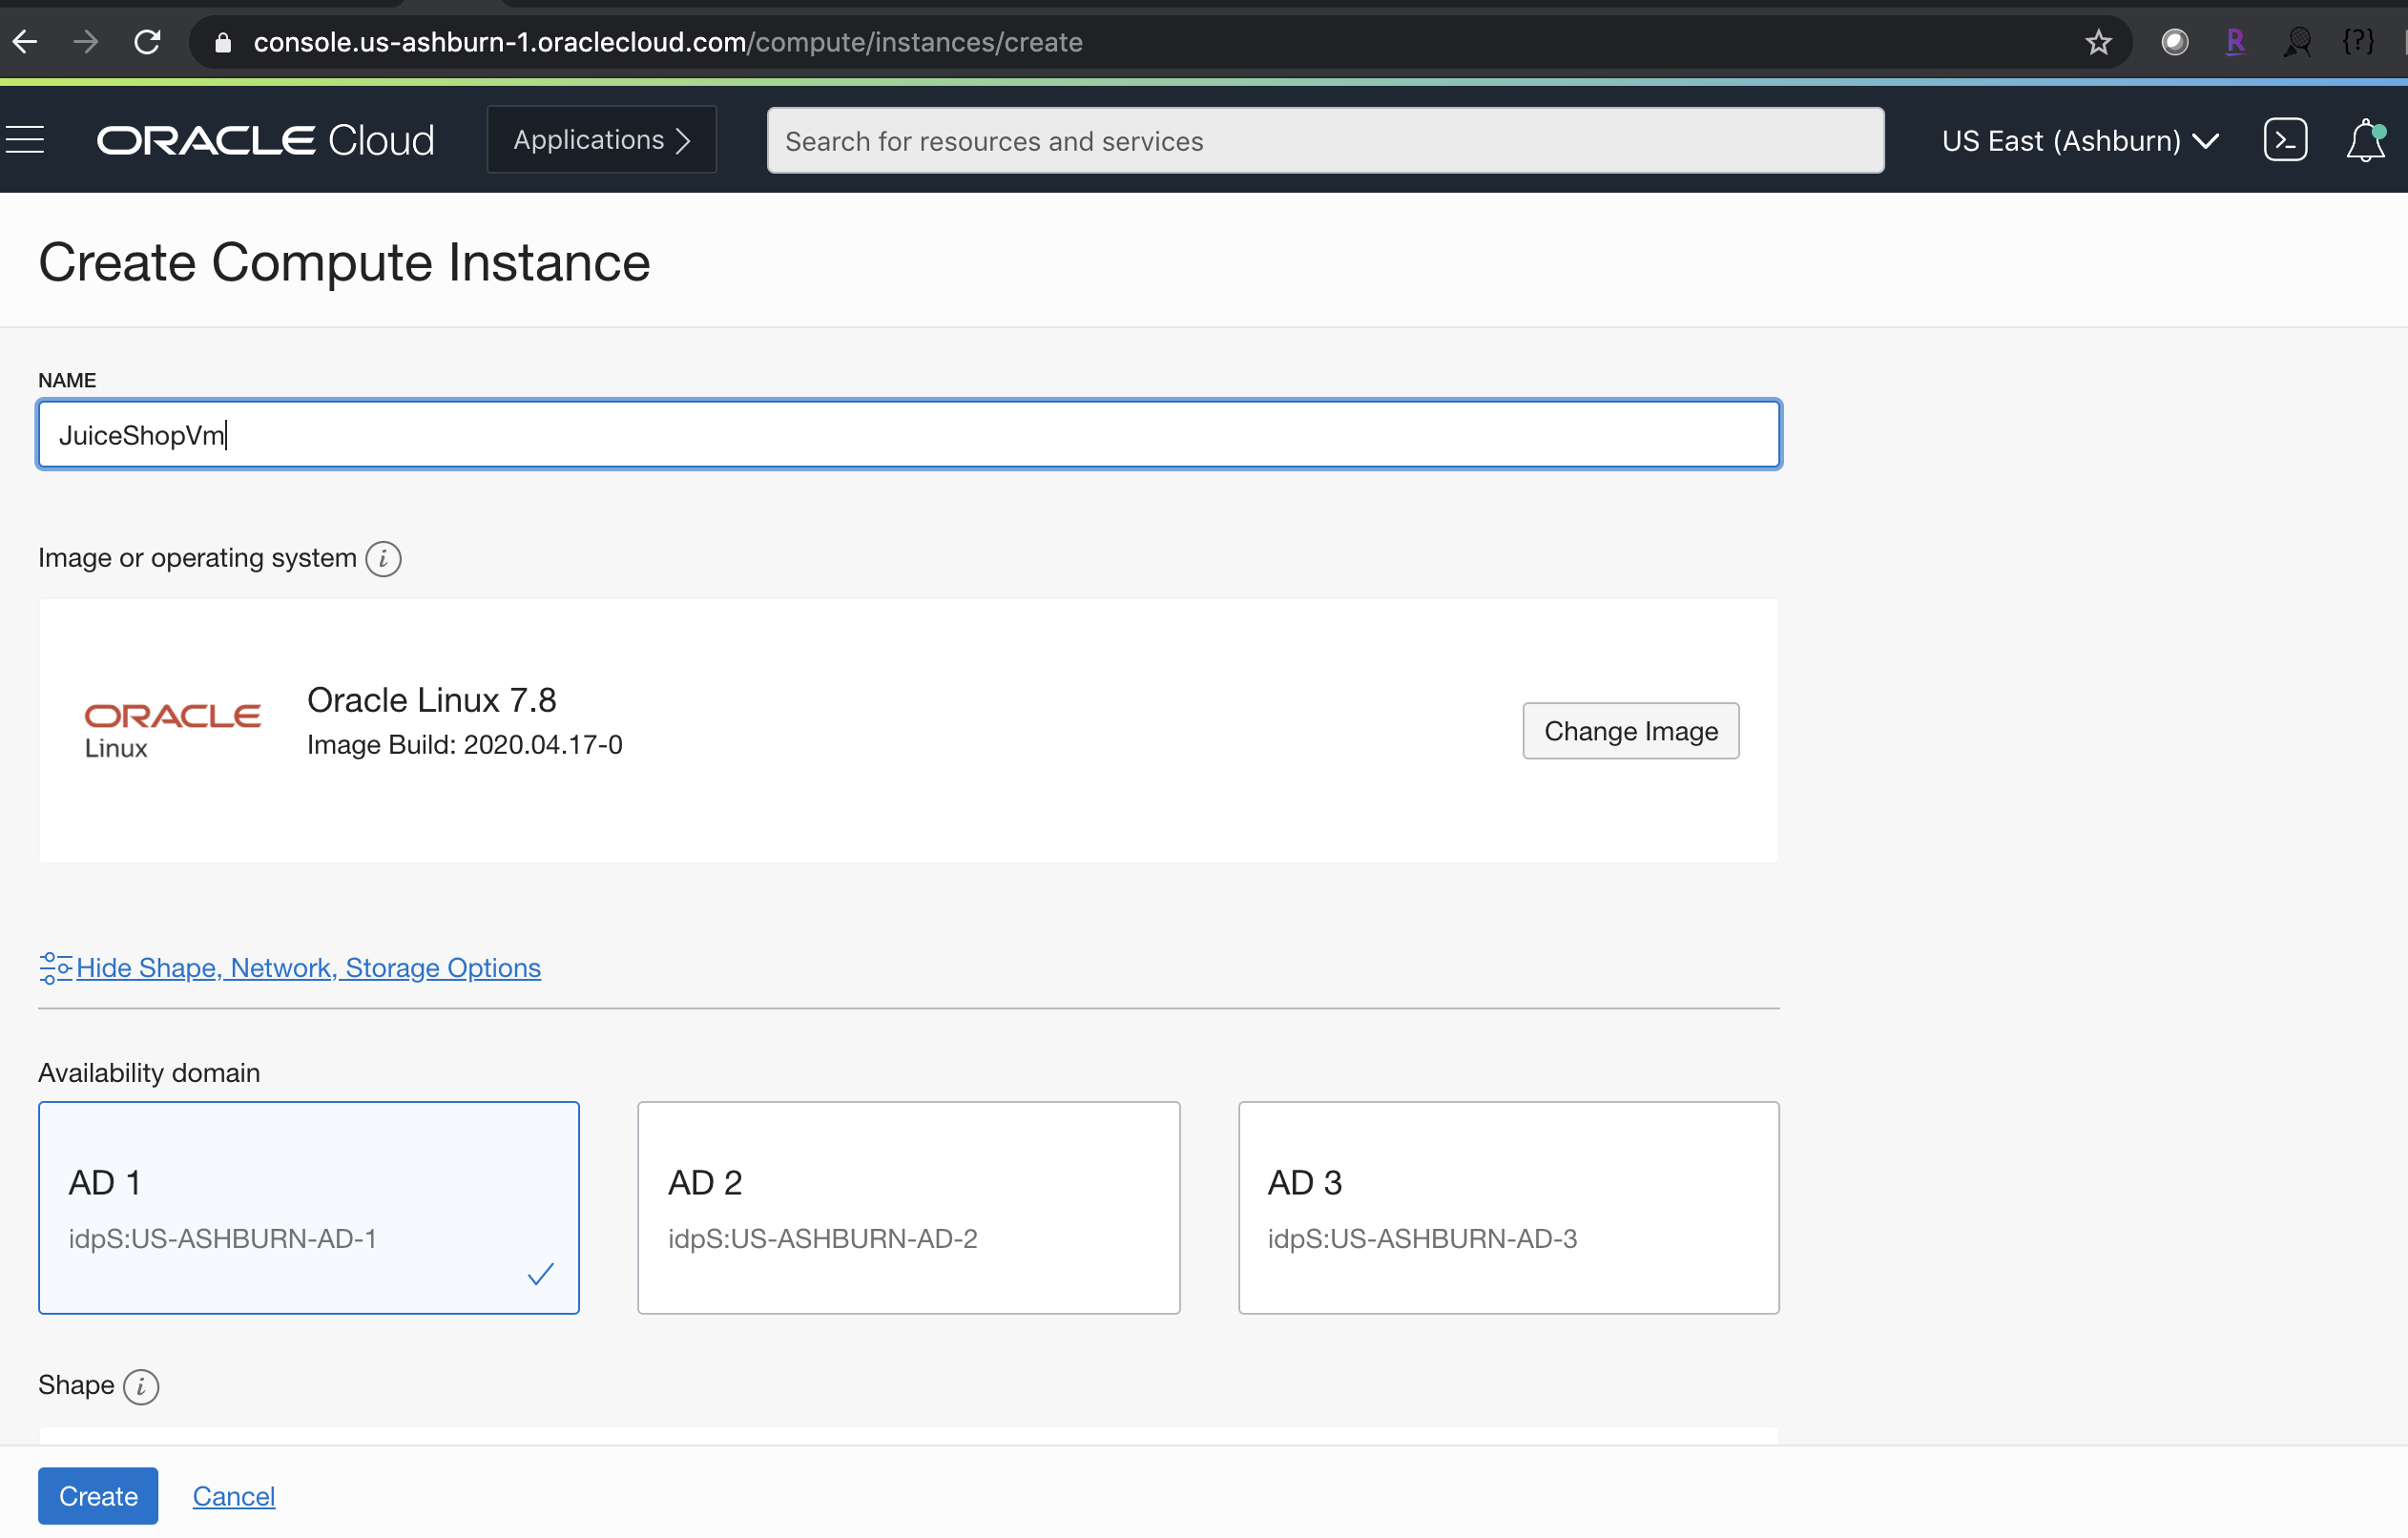 console.us-ashburn-1.oraclecloud.com/compute/instances/create
R
{?}
ORACLE Cloud
Applications
Search for resources and services
US East (Ashburn)
Create Compute Instance
NAME
JuiceShopVm
Image or operating system i
ORACLE
Linux
Oracle Linux 7.8
Image Build: 2020.04.17-0
Change Image
Hide Shape, Network, Storage Options
Availability domain
AD 1
idpS:US-ASHBURN-AD-1
AD 2
idpS:US-ASHBURN-AD-2
AD 3
idpS:US-ASHBURN-AD-3
Shape i
Create
Cancel